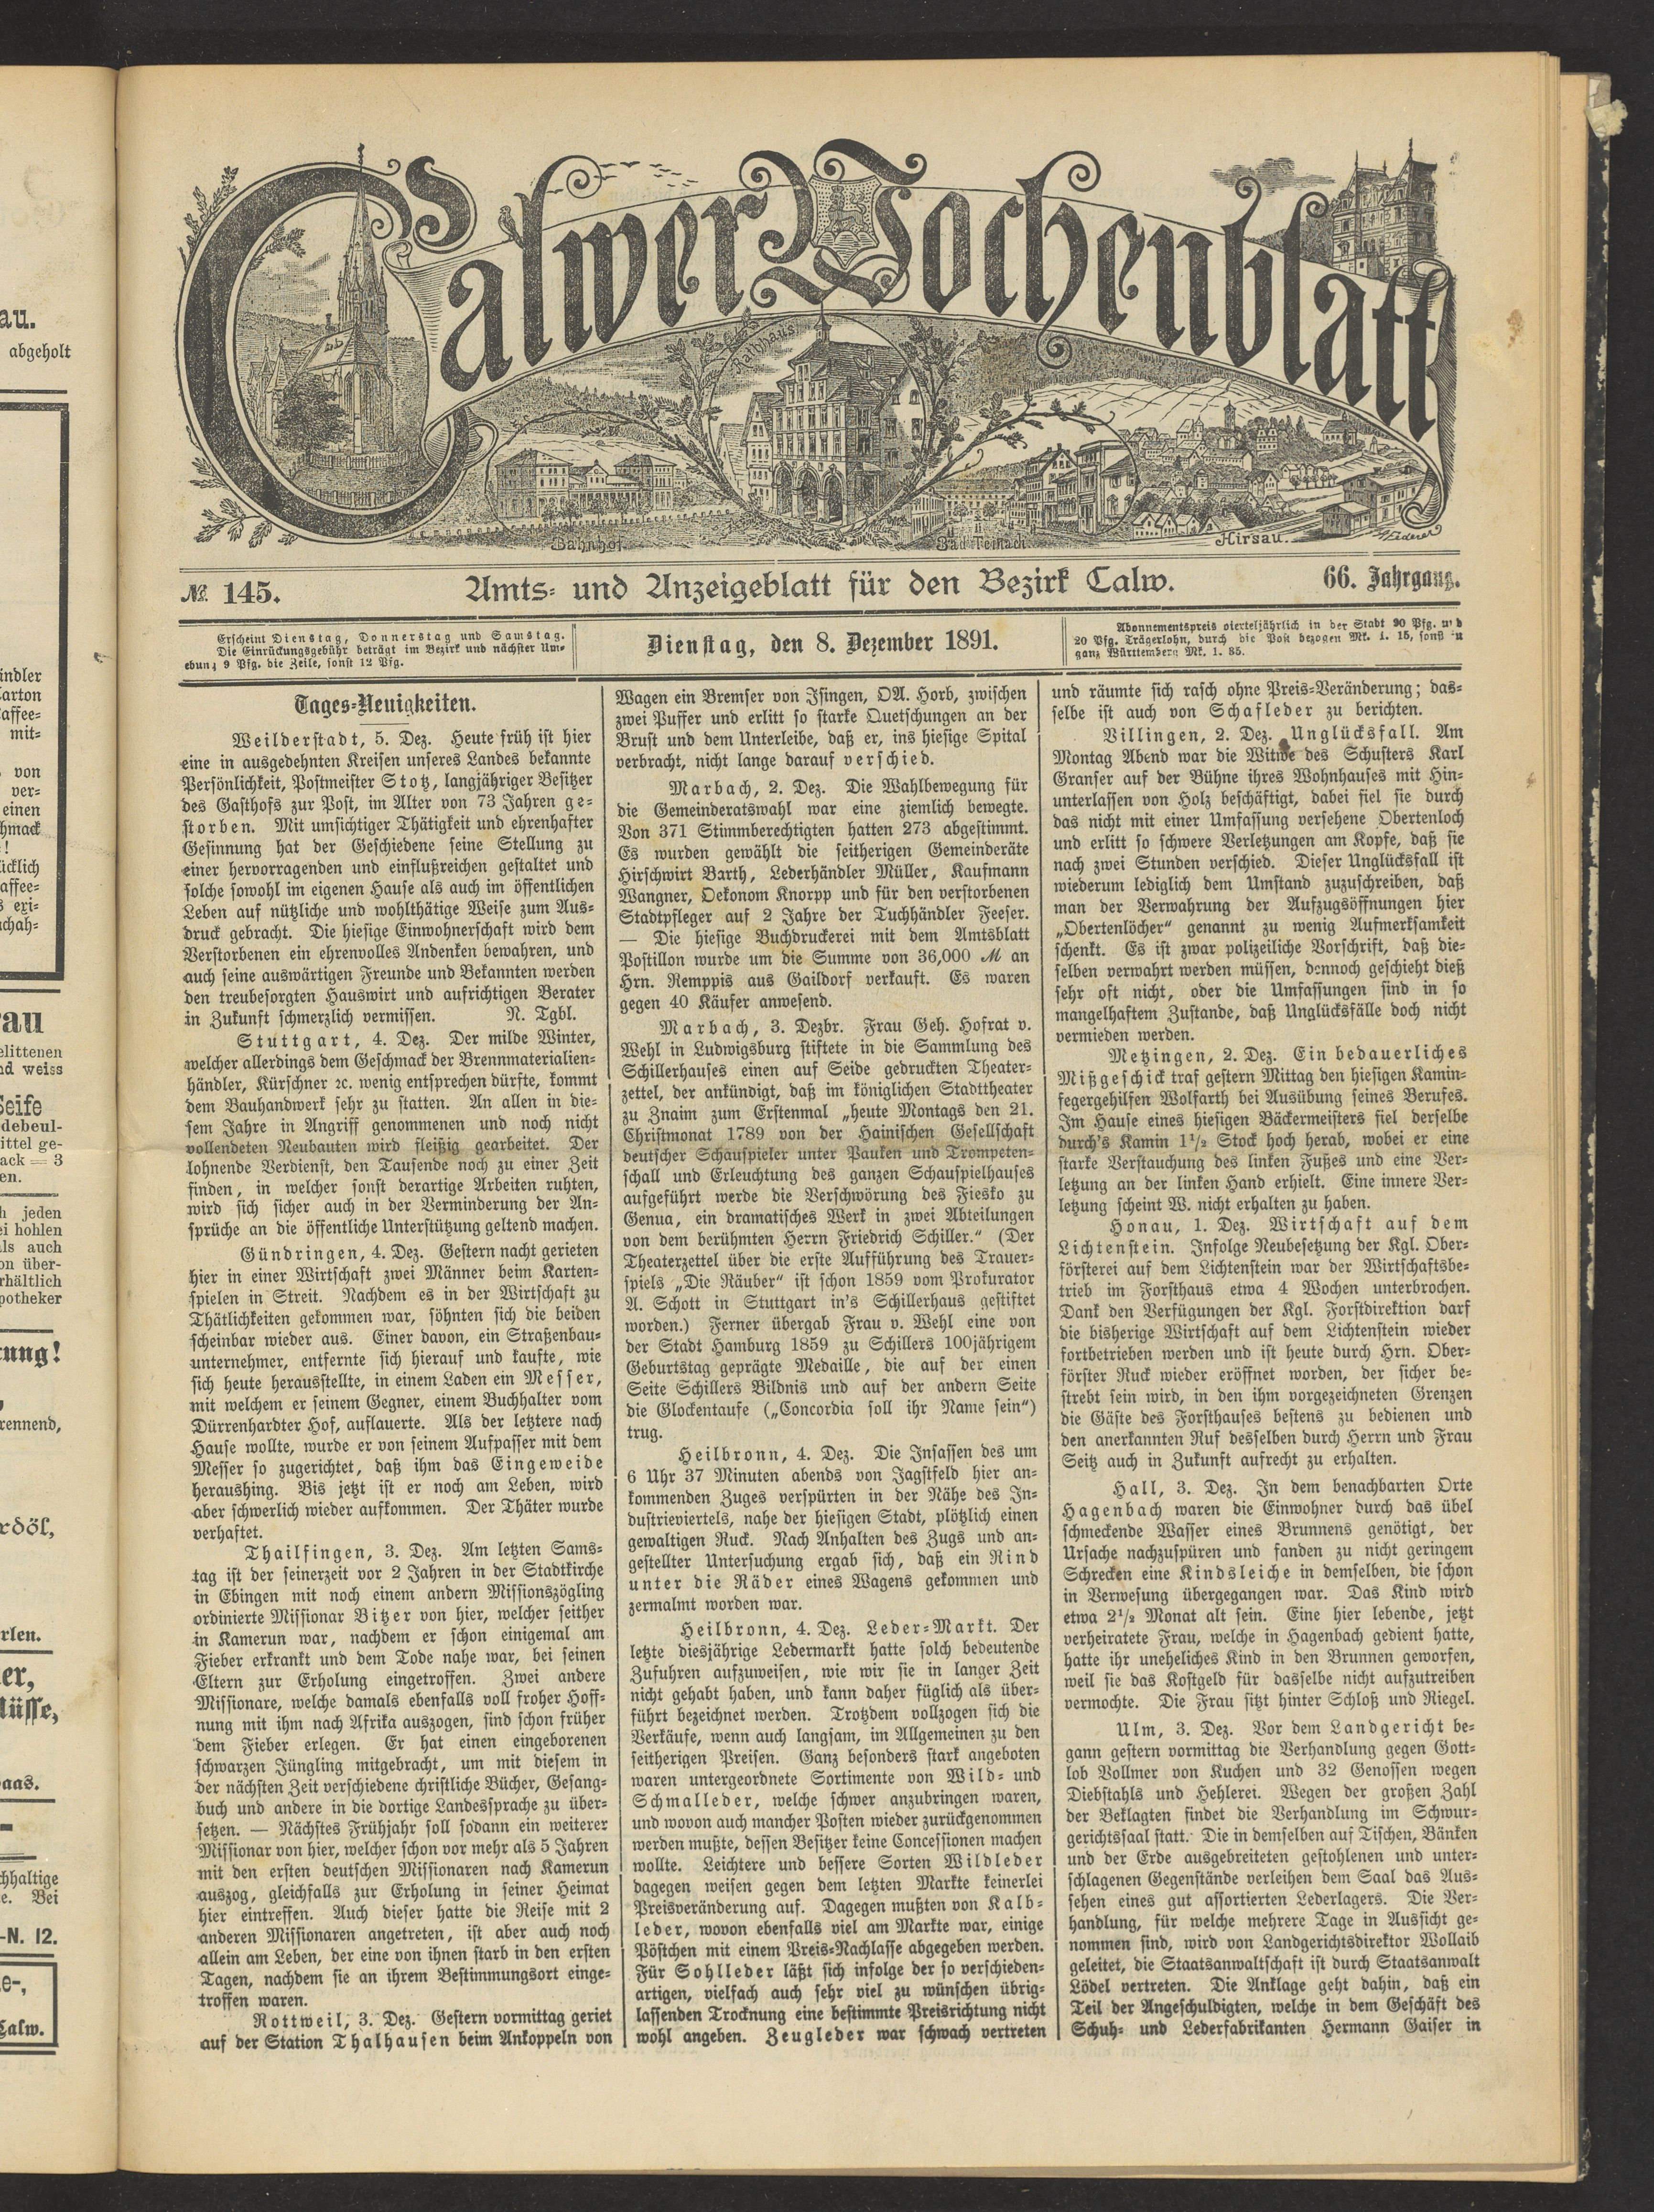 au.
abgeholt
Calwer Wochenblatt
Rathhaus
Bahnhof.
Bad Teinach.
Hirsau.
№. 145.
Amts- und Anzeigeblatt für den Bezirk Calw.
66. Jahrgang.
Erscheint Dienstag, Donnerstag und Samstag.
Die Einrückungsgebühr beträgt im Bezirk und nächster Um-
ebung 9 Pfg. die Zeile, sonst 12 Pfg.
Dienstag, den 8. Dezember 1891.
Abonnementspreis vierteljährlich in der Stadt 90 Pfg. und
20 Pfg. Trägerlohn, durch die Post bezogen Mk. 1. 15, sonst in
ganz Württemberg Mk. 1. 35.
Tages-Neuigkeiten.
Weilderstadt, 5. Dez. Heute früh ist hier
eine in ausgedehnten Kreisen unseres Landes bekannte
Persönlichkeit, Postmeister Stotz, langjähriger Besitzer
des Gasthofs zur Post, im Alter von 73 Jahren ge-
storben. Mit umsichtiger Thätigkeit und ehrenhafter
Gesinnung hat der Geschiedene seine Stellung zu
einer hervorragenden und einflußreichen gestaltet und
solche sowohl im eigenen Hause als auch im öffentlichen
Leben auf nützliche und wohlthätige Weise zum Aus-
druck gebracht. Die hiesige Einwohnerschaft wird dem
Verstorbenen ein ehrenvolles Andenken bewahren, und
auch seine auswärtigen Freunde und Bekannten werden
den treubesorgten Hauswirt und aufrichtigen Berater
in Zukunft schmerzlich vermissen. N. Tgbl.
Stuttgart, 4. Dez. Der milde Winter,
welcher allerdings dem Geschmack der Brennmaterialien-
händler, Kürschner ꝛc. wenig entsprechen dürfte, kommt
dem Bauhandwerk sehr zu statten. An allen in die-
sem Jahre in Angriff genommenen und noch nicht
vollendeten Neubauten wird fleißig gearbeitet. Der
lohnende Verdienst, den Tausende noch zu einer Zeit
finden, in welcher sonst derartige Arbeiten ruhten,
wird sich sicher auch in der Verminderung der An-
sprüche an die öffentliche Unterstützung geltend machen.
Gündringen, 4. Dez. Gestern nacht gerieten
hier in einer Wirtschaft zwei Männer beim Karten-
spielen in Streit. Nachdem es in der Wirtschaft zu
Thätlichkeiten gekommen war, söhnten sich die beiden
scheinbar wieder aus. Einer davon, ein Straßenbau-
unternehmer, entfernte sich hierauf und kaufte, wie
sich heute herausstellte, in einem Laden ein Messer,
mit welchem er seinem Gegner, einem Buchhalter vom
Dürrenhardter Hof, auflauerte. Als der letztere nach
Hause wollte, wurde er von seinem Aufpasser mit dem
Messer so zugerichtet, daß ihm das Eingeweide
heraushing. Bis jetzt ist er noch am Leben, wird
aber schwerlich wieder aufkommen. Der Thäter wurde
verhaftet.
Thailfingen, 3. Dez. Am letzten Sams-
tag ist der seinerzeit vor 2 Jahren in der Stadtkirche
in Ebingen mit noch einem andern Missionszögling
ordinierte Missionar Bitzer von hier, welcher seither
in Kamerun war, nachdem er schon einigemal am
Fieber erkrankt und dem Tode nahe war, bei seinen
Eltern zur Erholung eingetroffen. Zwei andere
Missionare, welche damals ebenfalls voll froher Hoff-
nung mit ihm nach Afrika auszogen, sind schon früher
dem Fieber erlegen. Er hat einen eingeborenen
schwarzen Jüngling mitgebracht, um mit diesem in
der nächsten Zeit verschiedene christliche Bücher, Gesang-
buch und andere in die dortige Landessprache zu über-
setzen. — Nächstes Frühjahr soll sodann ein weiterer
Missionar von hier, welcher schon vor mehr als 5 Jahren
mit den ersten deutschen Missionaren nach Kamerun
auszog, gleichfalls zur Erholung in seiner Heimat
hier eintreffen. Auch dieser hatte die Reise mit 2
anderen Missionaren angetreten, ist aber auch noch
allein am Leben, der eine von ihnen starb in den ersten
Tagen, nachdem sie an ihrem Bestimmungsort einge-
troffen waren.
Rottweil, 3. Dez. Gestern vormittag geriet
auf der Station Thalhausen beim Ankoppeln von
Wagen ein Bremser von Isingen, OA. Horb, zwischen
zwei Puffer und erlitt so starke Quetschungen an der
Brust und dem Unterleibe, daß er, ins hiesige Spital
verbracht, nicht lange darauf verschied.
Marbach, 2. Dez. Die Wahlbewegung für
die Gemeinderatswahl war eine ziemlich bewegte.
Von 371 Stimmberechtigten hatten 273 abgestimmt.
Es wurden gewählt die seitherigen Gemeinderäte
Hirschwirt Barth, Lederhändler Müller, Kaufmann
Wangner, Oekonom Knorpp und für den verstorbenen
Stadtpfleger auf 2 Jahre der Tuchhändler Feeser.
— Die hiesige Buchdruckerei mit dem Amtsblatt
Postillon wurde um die Summe von 36,000 ℳ an
Hrn. Remppis aus Gaildorf verkauft. Es waren
gegen 40 Käufer anwesend.
Marbach, 3. Dezbr. Frau Geh. Hofrat v.
Wehl in Ludwigsburg stiftete in die Sammlung des
Schillerhauses einen auf Seide gedruckten Theater-
zettel, der ankündigt, daß im königlichen Stadttheater
zu Znaim zum Erstenmal „heute Montags den 21.
Christmonat 1789 von der Hainischen Gesellschaft
deutscher Schauspieler unter Pauken und Trompeten-
schall und Erleuchtung des ganzen Schauspielhauses
aufgeführt werde die Verschwörung des Fiesko zu
Genua, ein dramatisches Werk in zwei Abteilungen
von dem berühmten Herrn Friedrich Schiller.“ (Der
Theaterzettel über die erste Aufführung des Trauer-
spiels „Die Räuber“ ist schon 1859 vom Prokurator
A. Schott in Stuttgart in's Schillerhaus gestiftet
worden.) Ferner übergab Frau v. Wehl eine von
der Stadt Hamburg 1859 zu Schillers 100jährigem
Geburtstag geprägte Medaille, die auf der einen
Seite Schillers Bildnis und auf der andern Seite
die Glockentaufe („Concordia soll ihr Name sein“)
trug.
Heilbronn, 4. Dez. Die Insassen des um
6 Uhr 37 Minuten abends von Jagstfeld hier an-
kommenden Zuges verspürten in der Nähe des In-
dustrieviertels, nahe der hiesigen Stadt, plötzlich einen
gewaltigen Ruck. Nach Anhalten des Zugs und an-
gestellter Untersuchung ergab sich, daß ein Rind
unter die Räder eines Wagens gekommen und
zermalmt worden war.
Heilbronn, 4. Dez. Leder-Markt. Der
letzte diesjährige Ledermarkt hatte solch bedeutende
Zufuhren aufzuweisen, wie wir sie in langer Zeit
nicht gehabt haben, und kann daher füglich als über-
führt bezeichnet werden. Trotzdem vollzogen sich die
Verkäufe, wenn auch langsam, im Allgemeinen zu den
seitherigen Preisen. Ganz besonders stark angeboten
waren untergeordnete Sortimente von Wild- und
Schmalleder, welche schwer anzubringen waren,
und wovon auch mancher Posten wieder zurückgenommen
werden mußte, dessen Besitzer keine Concessionen machen
wollte. Leichtere und bessere Sorten Wildleder
dagegen weisen gegen dem letzten Markte keinerlei
Preisveränderung auf. Dagegen mußten von Kalb-
leder, wovon ebenfalls viel am Markte war, einige
Pöstchen mit einem Preis-Nachlasse abgegeben werden.
Für Sohlleder läßt sich infolge der so verschieden-
artigen, vielfach auch sehr viel zu wünschen übrig-
lassenden Trocknung eine bestimmte Preisrichtung nicht
wohl angeben. Zeugleder war schwach vertreten
und räumte sich rasch ohne Preis-Veränderung; das-
selbe ist auch von Schafleder zu berichten.
Villingen, 2. Dez. Unglücksfall. Am
Montag Abend war die Witwe des Schusters Karl
Granser auf der Bühne ihres Wohnhauses mit Hin-
unterlassen von Holz beschäftigt, dabei fiel sie durch
das nicht mit einer Umfassung versehene Obertenloch
und erlitt so schwere Verletzungen am Kopfe, daß sie
nach zwei Stunden verschied. Dieser Unglücksfall ist
wiederum lediglich dem Umstand zuzuschreiben, daß
man der Verwahrung der Aufzugsöffnungen hier
„Obertenlöcher“ genannt zu wenig Aufmerksamkeit
schenkt. Es ist zwar polizeiliche Vorschrift, daß die-
selben verwahrt werden müssen, dennoch geschieht dieß
sehr oft nicht, oder die Umfassungen sind in so
mangelhaftem Zustande, daß Unglücksfälle doch nicht
vermieden werden.
Metzingen, 2. Dez. Ein bedauerliches
Mißgeschick traf gestern Mittag den hiesigen Kamin-
fegergehilfen Wolfarth bei Ausübung seines Berufes.
Im Hause eines hiesigen Bäckermeisters fiel derselbe
durch's Kamin 1½ Stock hoch herab, wobei er eine
starke Verstauchung des linken Fußes und eine Ver-
letzung an der linken Hand erhielt. Eine innere Ver-
letzung scheint W. nicht erhalten zu haben.
Honau, 1. Dez. Wirtschaft auf dem
Lichtenstein. Infolge Neubesetzung der Kgl. Ober-
försterei auf dem Lichtenstein war der Wirtschaftsbe-
trieb im Forsthaus etwa 4 Wochen unterbrochen.
Dank den Verfügungen der Kgl. Forstdirektion darf
die bisherige Wirtschaft auf dem Lichtenstein wieder
fortbetrieben werden und ist heute durch Hrn. Ober-
förster Ruck wieder eröffnet worden, der sicher be-
strebt sein wird, in den ihm vorgezeichneten Grenzen
die Gäste des Forsthauses bestens zu bedienen und
den anerkannten Ruf desselben durch Herrn und Frau
Seitz auch in Zukunft aufrecht zu erhalten.
Hall, 3. Dez. In dem benachbarten Orte
Hagenbach waren die Einwohner durch das übel
schmeckende Wasser eines Brunnens genötigt, der
Ursache nachzuspüren und fanden zu nicht geringem
Schrecken eine Kindsleiche in demselben, die schon
in Verwesung übergegangen war. Das Kind wird
etwa 2½ Monat alt sein. Eine hier lebende, jetzt
verheiratete Frau, welche in Hagenbach gedient hatte,
hatte ihr uneheliches Kind in den Brunnen geworfen,
weil sie das Kostgeld für dasselbe nicht aufzutreiben
vermochte. Die Frau sitzt hinter Schloß und Riegel.
Ulm, 3. Dez. Vor dem Landgericht be-
gann gestern vormittag die Verhandlung gegen Gott-
lob Vollmer von Kuchen und 32 Genossen wegen
Diebstahls und Hehlerei. Wegen der großen Zahl
der Beklagten findet die Verhandlung im Schwur-
gerichtssaal statt. Die in demselben auf Tischen, Bänken
und der Erde ausgebreiteten gestohlenen und unter-
schlagenen Gegenstände verleihen dem Saal das Aus-
sehen eines gut assortierten Lederlagers. Die Ver-
handlung, für welche mehrere Tage in Aussicht ge-
nommen sind, wird von Landgerichtsdirektor Wollaib
geleitet, die Staatsanwaltschaft ist durch Staatsanwalt
Lödel vertreten. Die Anklage geht dahin, daß ein
Teil der Angeschuldigten, welche in dem Geschäft des
Schuh- und Lederfabrikanten Hermann Gaiser in